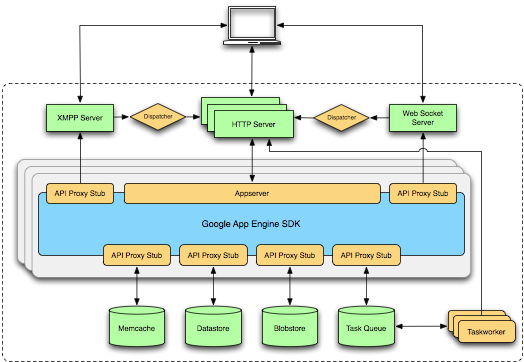 XMPP Server
Dispatcher
HTTP Server
Dispatcher
Web Socket
Server
API Proxy Stub
Appserver
API Proxy Stub
Google App Engine SDK
API Proxy Stub
API Proxy Stub
API Proxy Stub
API Proxy Stub
Memcache
Datastore
Blobstore
Task Queue
Taskworker